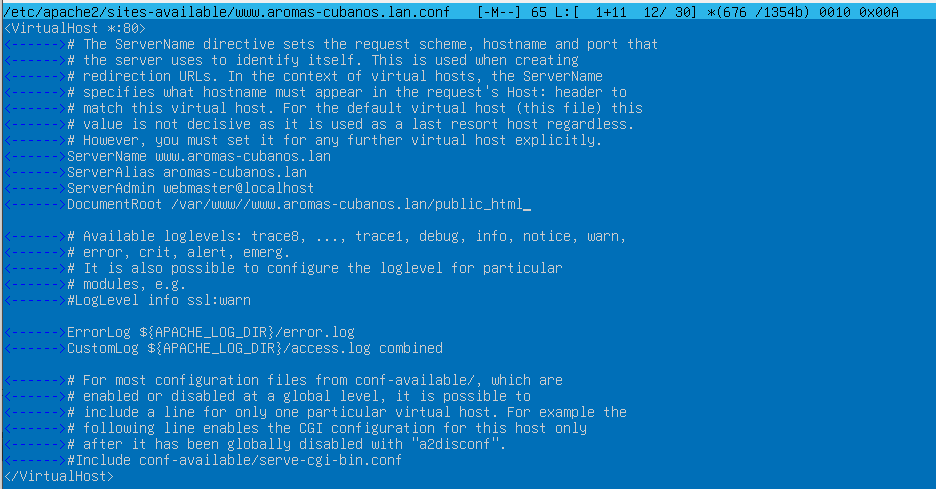 /etc/apache2/sites-available/www.aromas-cubanos.lan.conf   [-M--] 65 L:[  1+11  12/ 30] *(676 /1354b) 0010 0x00A
<VirtualHost *:80>
<------># The ServerName directive sets the request scheme, hostname and port that
<------># the server uses to identify itself. This is used when creating
<------># redirection URLs. In the context of virtual hosts, the ServerName
<------># specifies what hostname must appear in the request's Host: header to
<------># match this virtual host. For the default virtual host (this file) this
<------># value is not decisive as it is used as a last resort host regardless.
<------># However, you must set it for any further virtual host explicitly.
<------>ServerName www.aromas-cubanos.lan
<------>ServerAlias aromas-cubanos.lan
<------>ServerAdmin webmaster@localhost
<------>DocumentRoot /var/www//www.aromas-cubanos.lan/public_html_
<------># Available loglevels: trace8, ..., trace1, debug, info, notice, warn,
<------># error, crit, alert, emerg.
<------># It is also possible to configure the loglevel for particular
<------># modules, e.g.
<------>#LogLevel info ssl:warn
<------>ErrorLog ${APACHE_LOG_DIR}/error.log
<------>CustomLog ${APACHE_LOG_DIR}/access.log combined
<------># For most configuration files from conf-available/, which are
<------># enabled or disabled at a global level, it is possible to
<------># include a line for only one particular virtual host. For example the
<------># following line enables the CGI configuration for this host only
<------># after it has been globally disabled with "a2disconf".
<------>#Include conf-available/serve-cgi-bin.conf
</VirtualHost>